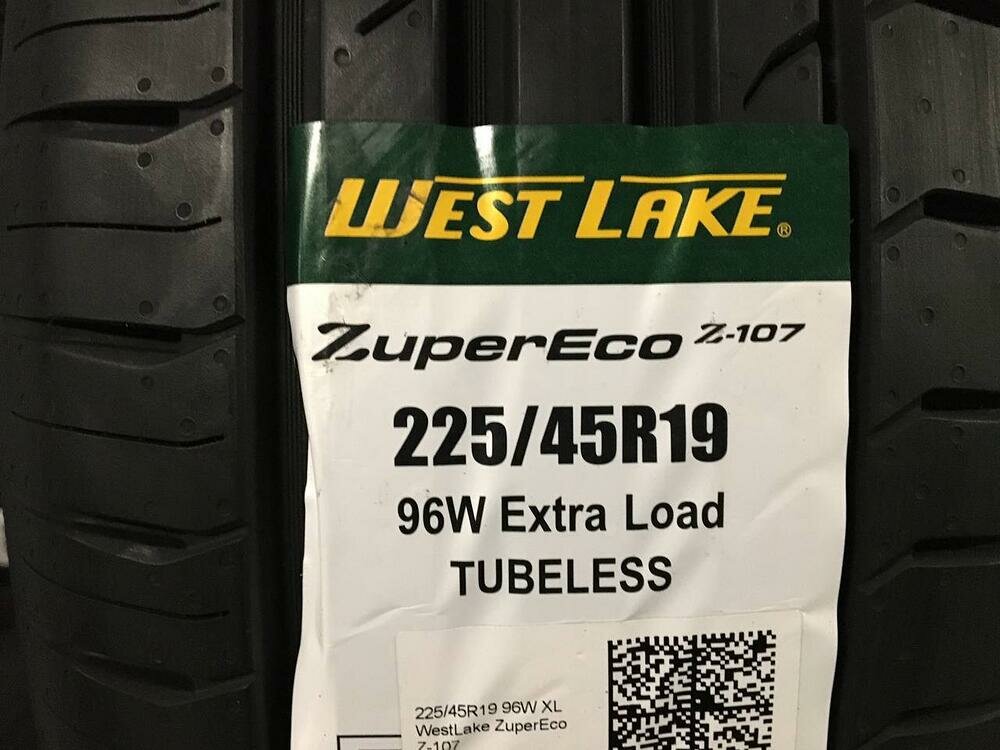 WEST LAKE®
ZuperEco Z-107
225/45R19
96W Extra Load
TUBELESS
225/45R19 96W XL
WestLake ZuperEco
Z-107